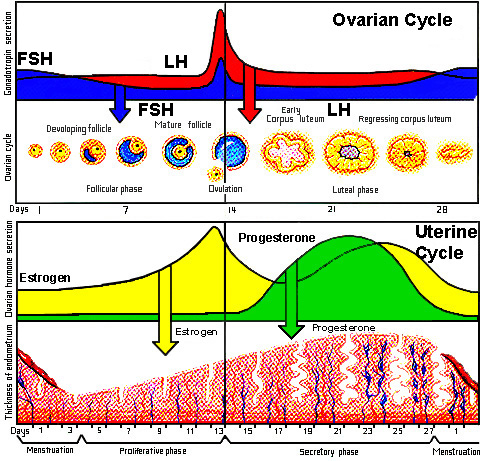 Ovarian Cycle
Gonadotropin secretion
FSH
LH
FSH
LH
Ovarian cycle
Devoloping follicle
Mature follicle
Early
Corpus luteum
Regressing corpus luteum
Follicular phase
Ovulation
Luteal phase
Days 1 7 14 21 28
Uterine
Cycle
Ovarian hormone secretion
Estrogen
Progesterone
Estrogen
Progesterone
Thickness of endometrium
Days 1 3 5 7 9 11 13 15 17 19 21 23 25 27 1
Menstruation
Proliferative phase
Secretory phase
Menstruation